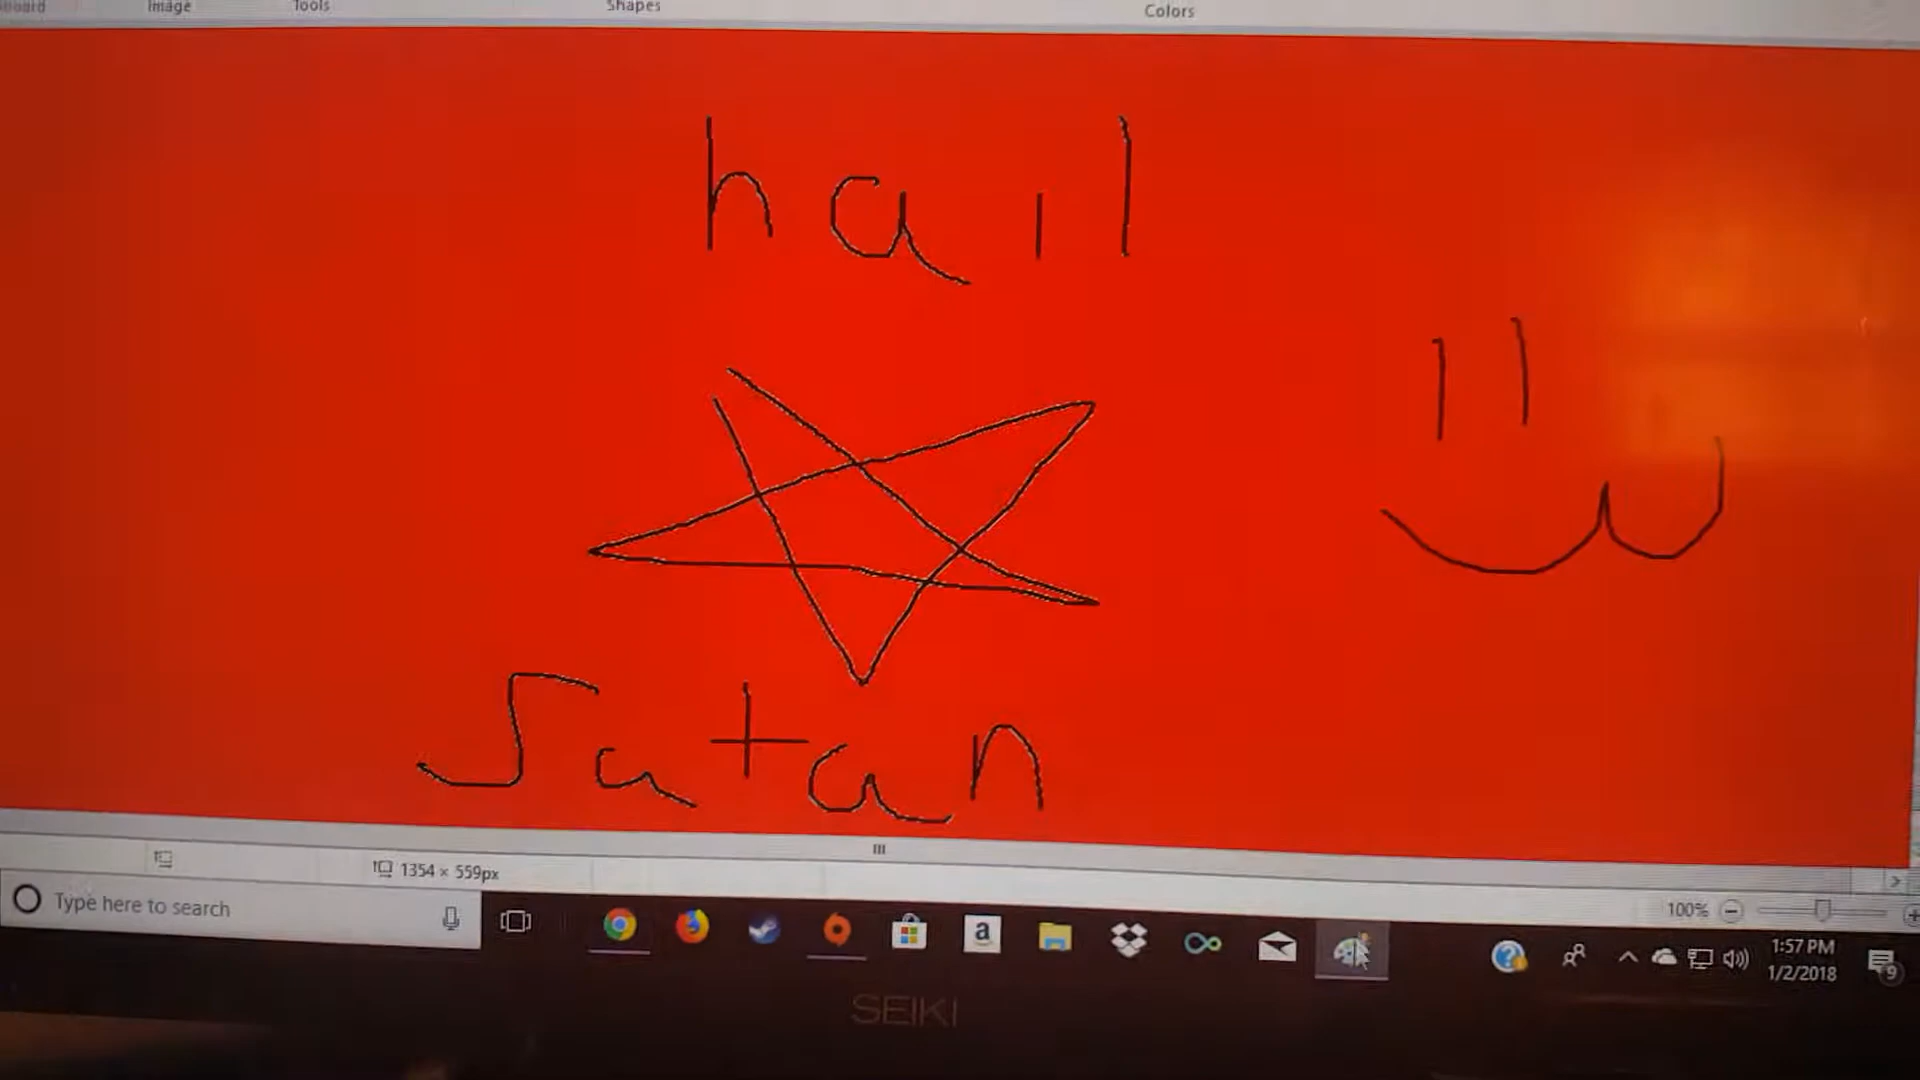 Image
Tools
Shapes
Colors
hail
Satan
1354 × 559px
100%
Type here to search
a
9
1:57 PM
1/2/2018
SEIKI